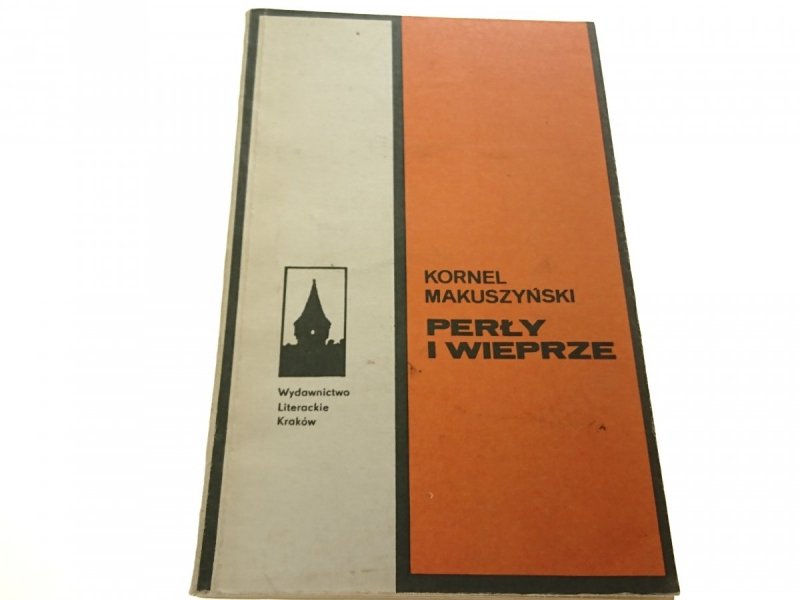 KORNEL
MAKUSZYŃSKI
PERŁY
I WIEPRZE
Wydawnictwo
Literackie
Kraków